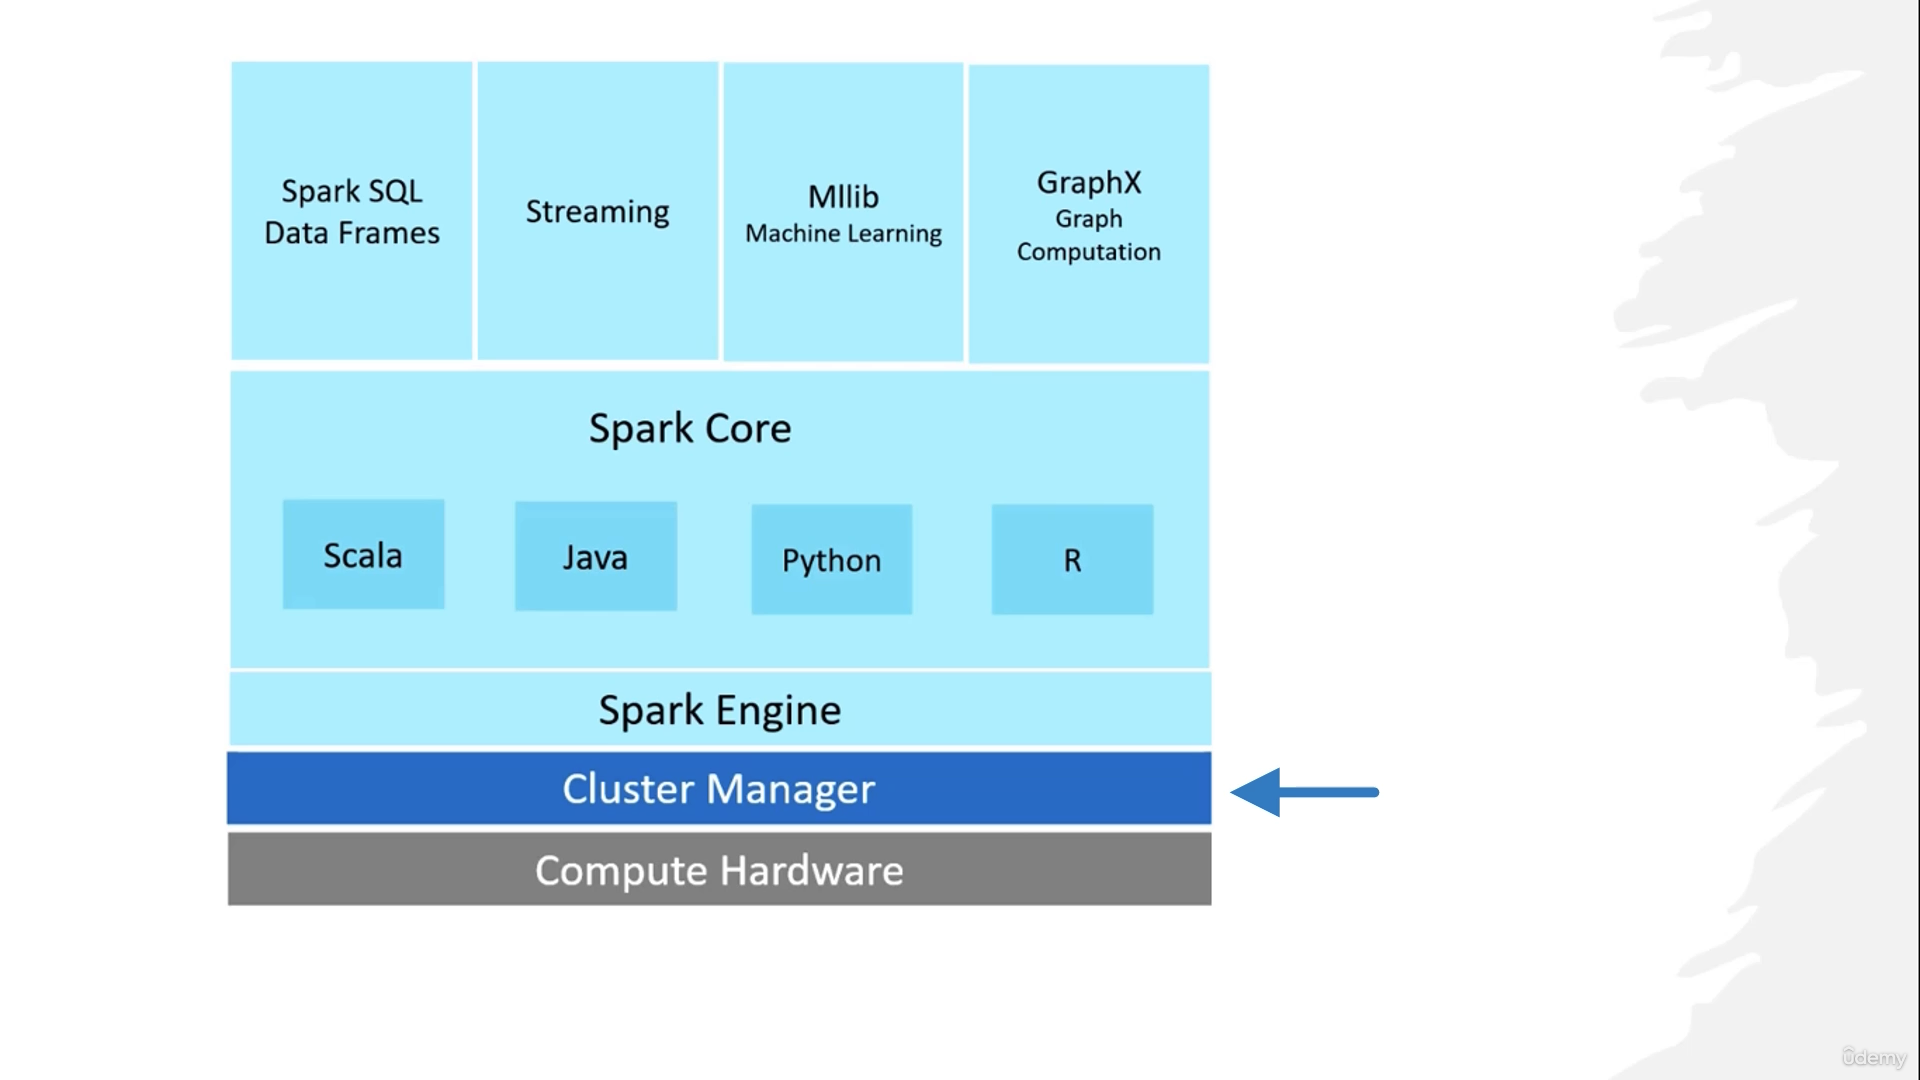 Spark SQL
Data Frames
Streaming
Mllib
Machine Learning
GraphX
Graph
Computation
Spark Core
Scala
Java
Python
R
Spark Engine
Cluster Manager
Compute Hardware
ûdemy